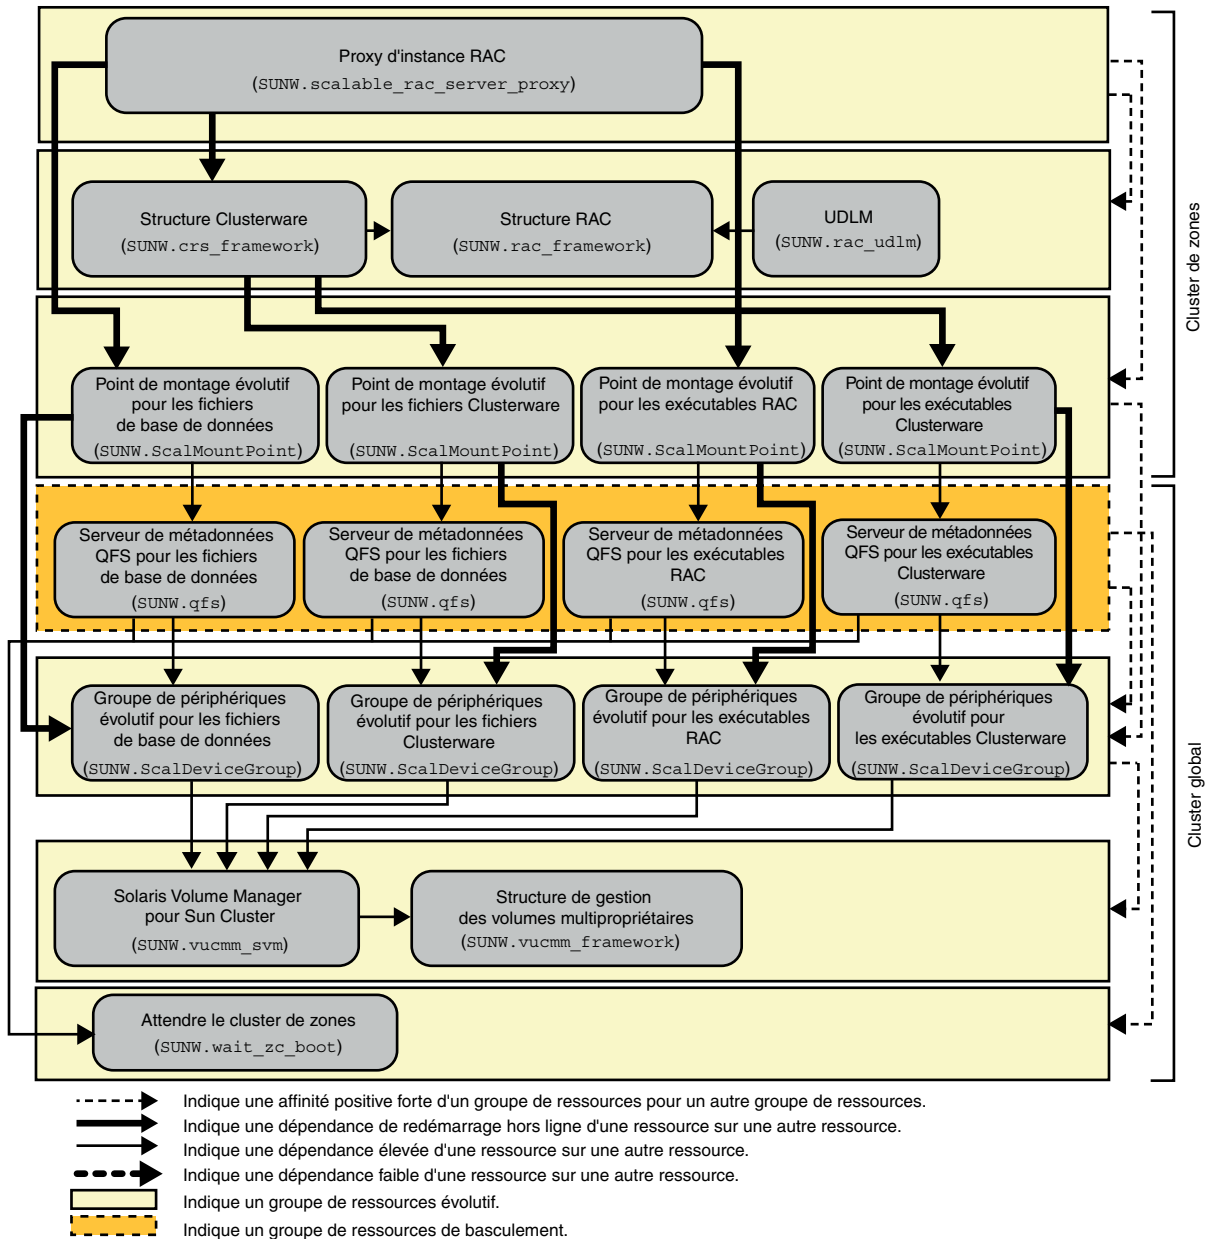 Proxy d'instance RAC
(SUNW.scalable_rac_server_proxy)
Structure Clusterware
(SUNW.crs_framework)
Structure RAC
(SUNW.rac_framework)
UDLM
(SUNW.rac_udlm)
Cluster de zones
Point de montage évolutif
pour les fichiers
de base de données
(SUNW.ScalMountPoint)
Point de montage évolutif
pour les fichiers Clusterware
(SUNW.ScalMountPoint)
Point de montage évolutif
pour les exécutables RAC
(SUNW.ScalMountPoint)
Point de montage évolutif
pour les exécutables
Clusterware
(SUNW.ScalMountPoint)
Serveur de métadonnées
QFS pour les fichiers
de base de données
(SUNW.qfs)
Serveur de métadonnées
QFS pour les fichiers
de base de données
(SUNW.qfs)
Serveur de métadonnées
QFS pour les exécutables
RAC
(SUNW.qfs)
Serveur de métadonnées
QFS pour les exécutables
Clusterware
(SUNW.qfs)
Groupe de périphériques
évolutif pour les fichiers
de base de données
(SUNW.ScalDeviceGroup)
Groupe de périphériques
évolutif pour les fichiers
Clusterware
(SUNW.ScalDeviceGroup)
Groupe de périphériques
évolutif pour les exécutables
RAC
(SUNW.ScalDeviceGroup)
Groupe de périphériques
évolutif pour
les exécutables Clusterware
(SUNW.ScalDeviceGroup)
Cluster global
Solaris Volume Manager
pour Sun Cluster
(SUNW.vucmm_svm)
Structure de gestion
des volumes multipropriétaires
(SUNW.vucmm_framework)
Attendre le cluster de zones
(SUNW.wait_zc_boot)
Indique une affinité positive forte d'un groupe de ressources pour un autre groupe de ressources.
Indique une dépendance de redémarrage hors ligne d'une ressource sur une autre ressource.
Indique une dépendance élevée d'une ressource sur une autre ressource.
Indique une dépendance faible d'une ressource sur une autre ressource.
Indique un groupe de ressources évolutif.
Indique un groupe de ressources de basculement.